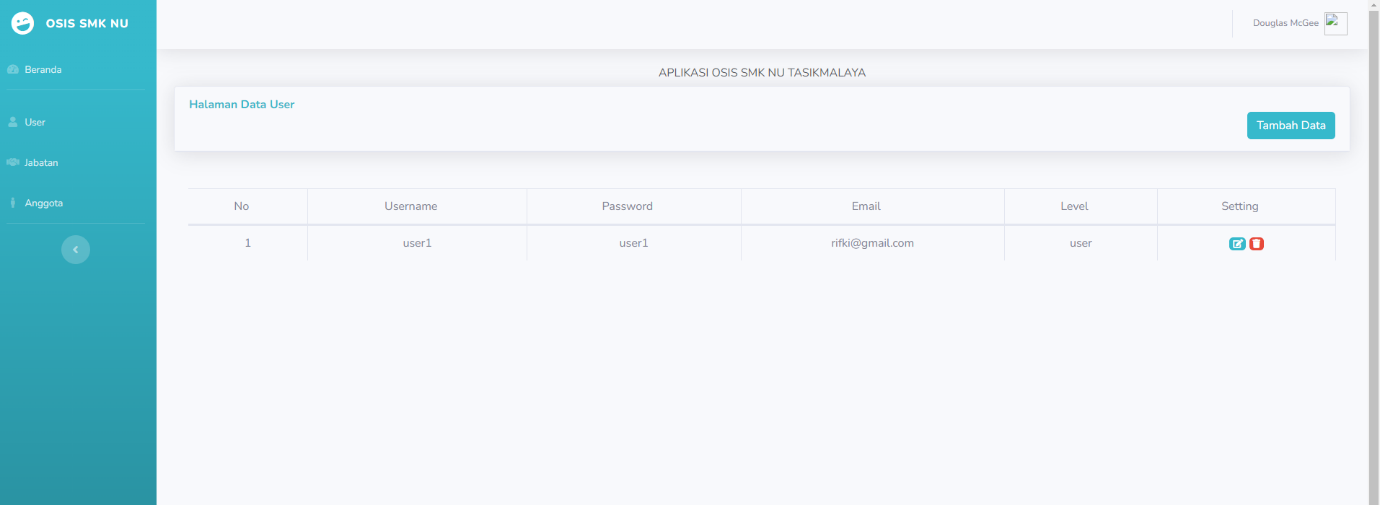 OSIS SMK NU
Douglas McGee
Beranda
User
Jabatan
Anggota
APLIKASI OSIS SMK NU TASIKMALAYA
Halaman Data User
Tambah Data
No Username Password Email Level Setting
1 user1 user1 rifki@gmail.com user